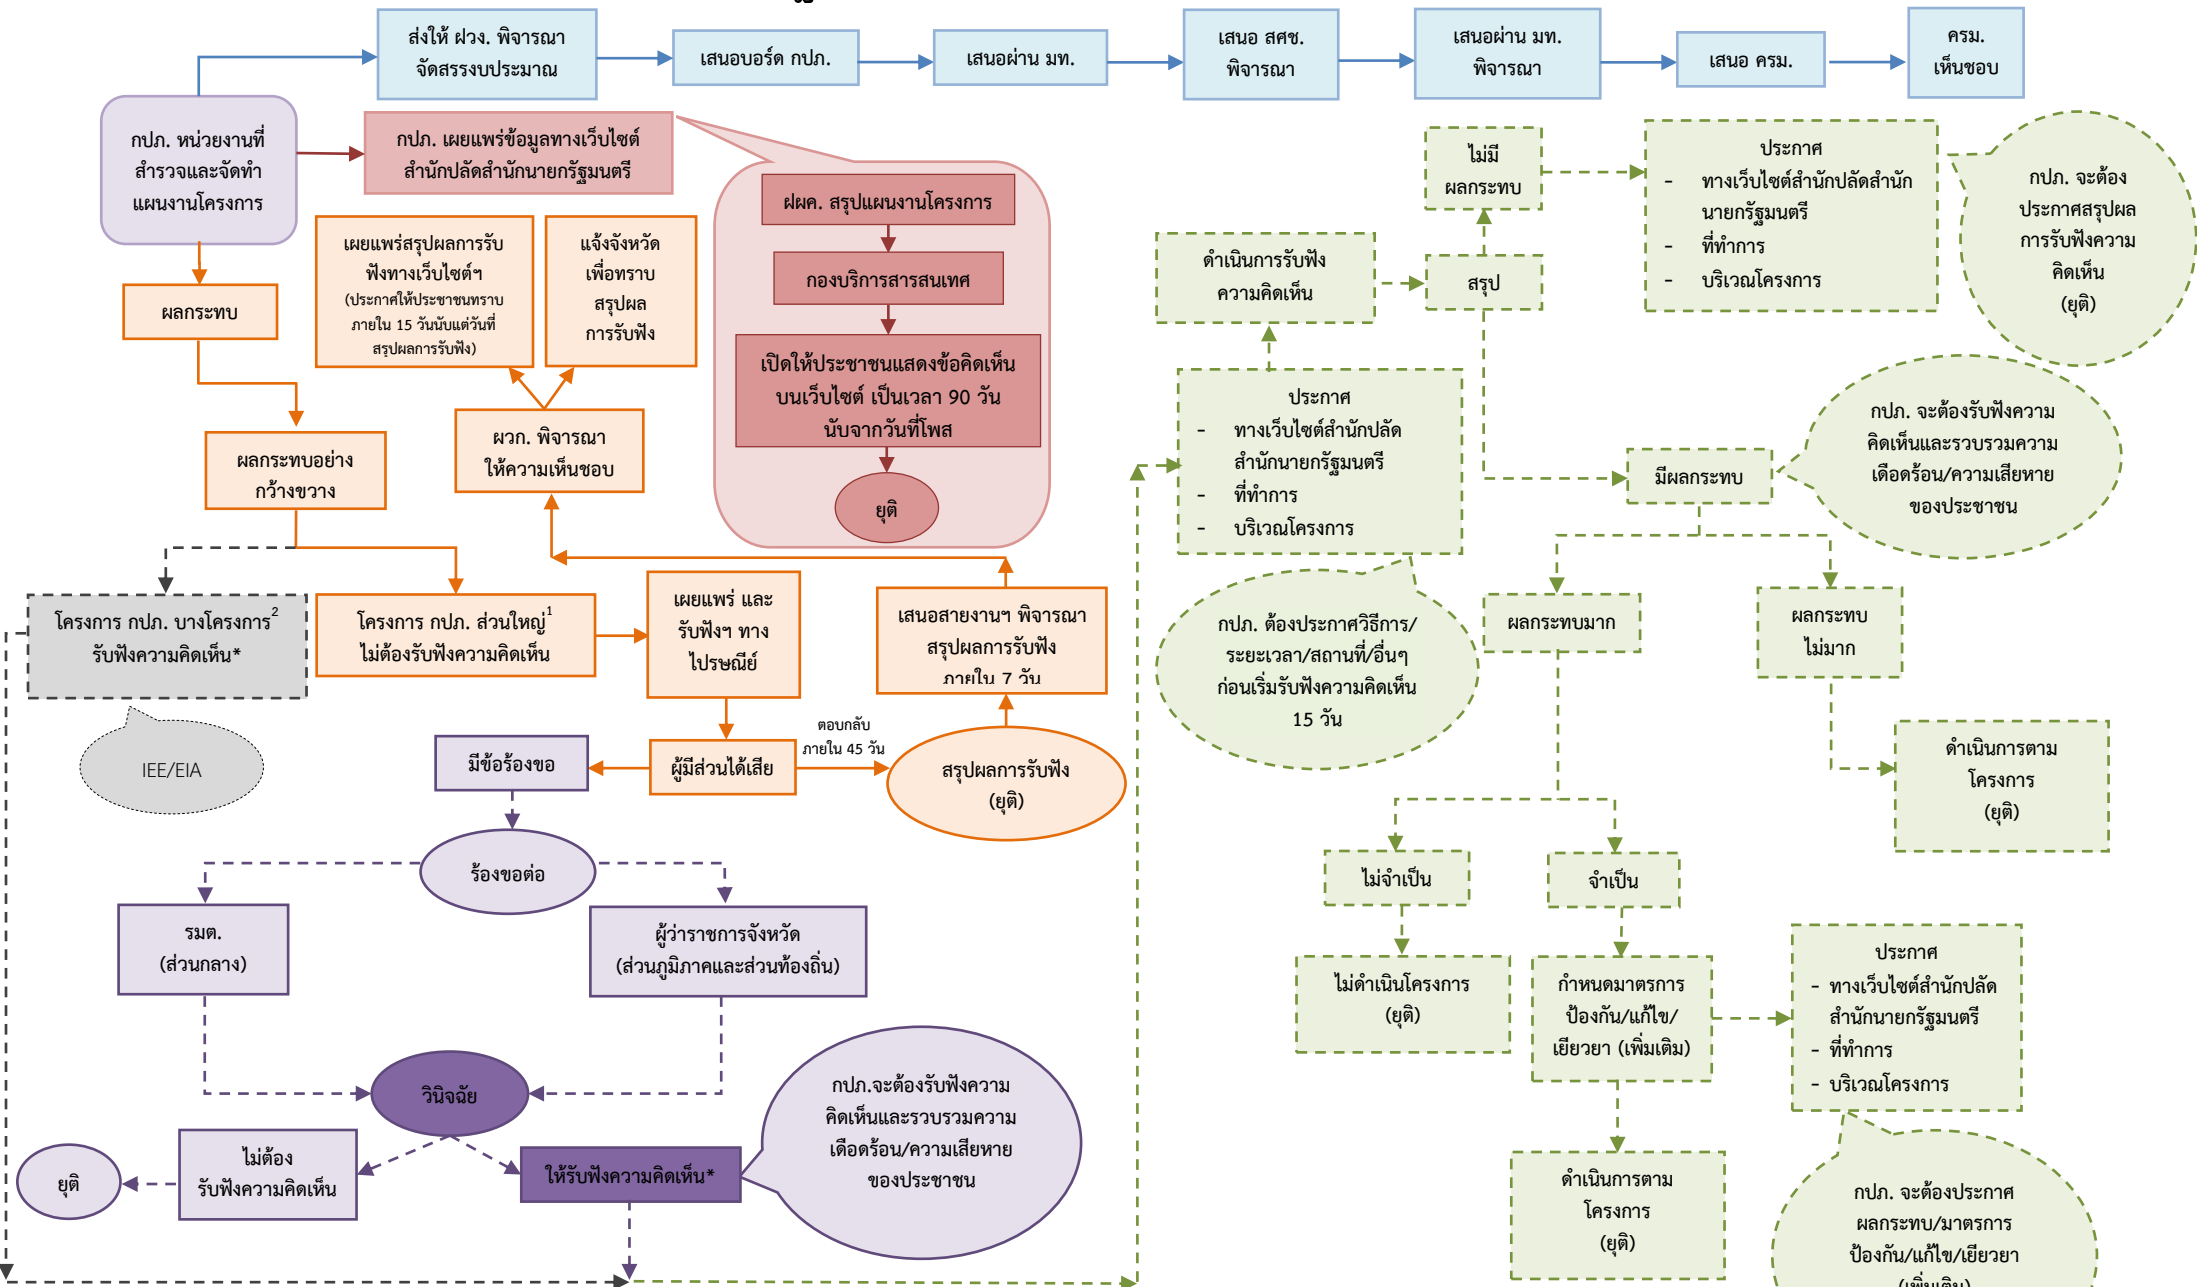 ส่งให้ ฝวง. พิจารณา
จัดสรรงบประมาณ
เสนอบอร์ด กปภ.
เสนอผ่าน มท.
เสนอ สศช.
พิจารณา
เสนอผ่าน มท.
พิจารณา
เสนอ ครม.
ครม.
เห็นชอบ
กปภ. หน่วยงานที่
สำรวจและจัดทำ
แผนงานโครงการ
กปภ. เผยแพร่ข้อมูลทางเว็บไซต์
สำนักปลัดสำนักนายกรัฐมนตรี
ฝผค. สรุปแผนงานโครงการ
กองบริการสารสนเทศ
เปิดให้ประชาชนแสดงข้อคิดเห็น
บนเว็บไซต์ เป็นเวลา 90 วัน
นับจากวันที่โพส
ยุติ
ผลกระทบ
เผยแพร่สรุปผลการรับ
ฟังทางเว็บไซต์ฯ
(ประกาศให้ประชาชนทราบ
ภายใน 15 วันนับแต่วันที่
สรุปผลการรับฟัง)
แจ้งจังหวัด
เพื่อทราบ
สรุปผล
การรับฟัง
ผลกระทบอย่าง
กว้างขวาง
ผวก. พิจารณา
ให้ความเห็นชอบ
โครงการ กปภ. บางโครงการ²
รับฟังความคิดเห็น*
IEE/EIA
โครงการ กปภ. ส่วนใหญ่¹
ไม่ต้องรับฟังความคิดเห็น
เผยแพร่ และ
รับฟังฯ ทาง
ไปรษณีย์
เสนอสายงานฯ พิจารณา
สรุปผลการรับฟัง
ภายใน 7 วัน
มีข้อร้องขอ
ผู้มีส่วนได้เสีย
ตอบกลับ
ภายใน 45 วัน
สรุปผลการรับฟัง
(ยุติ)
ร้องขอต่อ
รมต.
(ส่วนกลาง)
ผู้ว่าราชการจังหวัด
(ส่วนภูมิภาคและส่วนท้องถิ่น)
วินิจฉัย
ยุติ
ไม่ต้อง
รับฟังความคิดเห็น
ให้รับฟังความคิดเห็น*
กปภ.จะต้องรับฟังความ
คิดเห็นและรวบรวมความ
เดือดร้อน/ความเสียหาย
ของประชาชน
ไม่มี
ผลกระทบ
ประกาศ
- ทางเว็บไซต์สำนักปลัดสำนัก
นายกรัฐมนตรี
- ที่ทำการ
- บริเวณโครงการ
กปภ. จะต้อง
ประกาศสรุปผล
การรับฟังความ
คิดเห็น
(ยุติ)
ดำเนินการรับฟัง
ความคิดเห็น
สรุป
ประกาศ
- ทางเว็บไซต์สำนักปลัด
สำนักนายกรัฐมนตรี
- ที่ทำการ
- บริเวณโครงการ
กปภ. ต้องประกาศวิธีการ/
ระยะเวลา/สถานที่/อื่นๆ
ก่อนเริ่มรับฟังความคิดเห็น
15 วัน
มีผลกระทบ
กปภ. จะต้องรับฟังความ
คิดเห็นและรวบรวมความ
เดือดร้อน/ความเสียหาย
ของประชาชน
ผลกระทบมาก
ผลกระทบ
ไม่มาก
ดำเนินการตาม
โครงการ
(ยุติ)
ไม่จำเป็น
จำเป็น
ไม่ดำเนินโครงการ
(ยุติ)
กำหนดมาตรการ
ป้องกัน/แก้ไข/
เยียวยา (เพิ่มเติม)
ประกาศ
- ทางเว็บไซต์สำนักปลัด
สำนักนายกรัฐมนตรี
- ที่ทำการ
- บริเวณโครงการ
ดำเนินการตาม
โครงการ
(ยุติ)
กปภ. จะต้องประกาศ
ผลกระทบ/มาตรการ
ป้องกัน/แก้ไข/เยียวยา
(เพิ่มเติม)